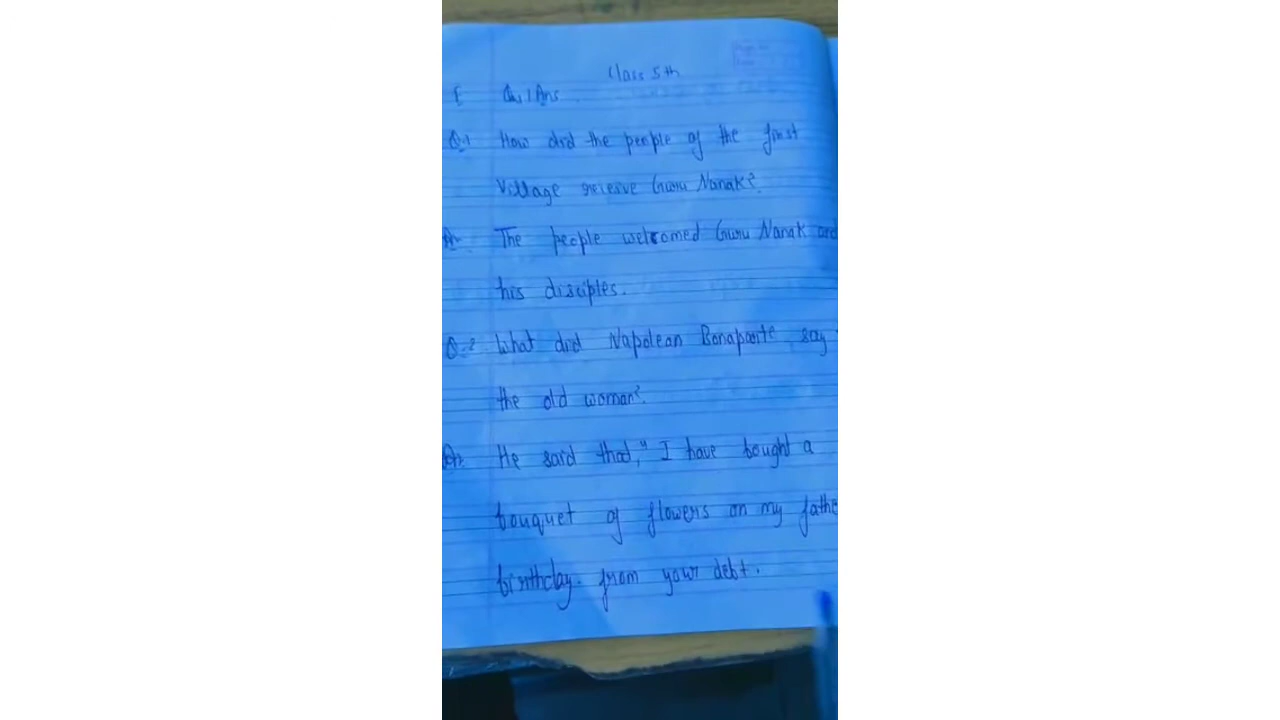 Class 5th
E Qus/Ans
Q.1 How did the people of the first
Village receive Guru Nanak?
An The people welcomed Guru Nanak and
his disciples.
Q.2 What did Napolean Bonaparte say
the old woman?
An. He said that," I have bought a
bouquet of flowers on my fathe
birthday. from your debt.